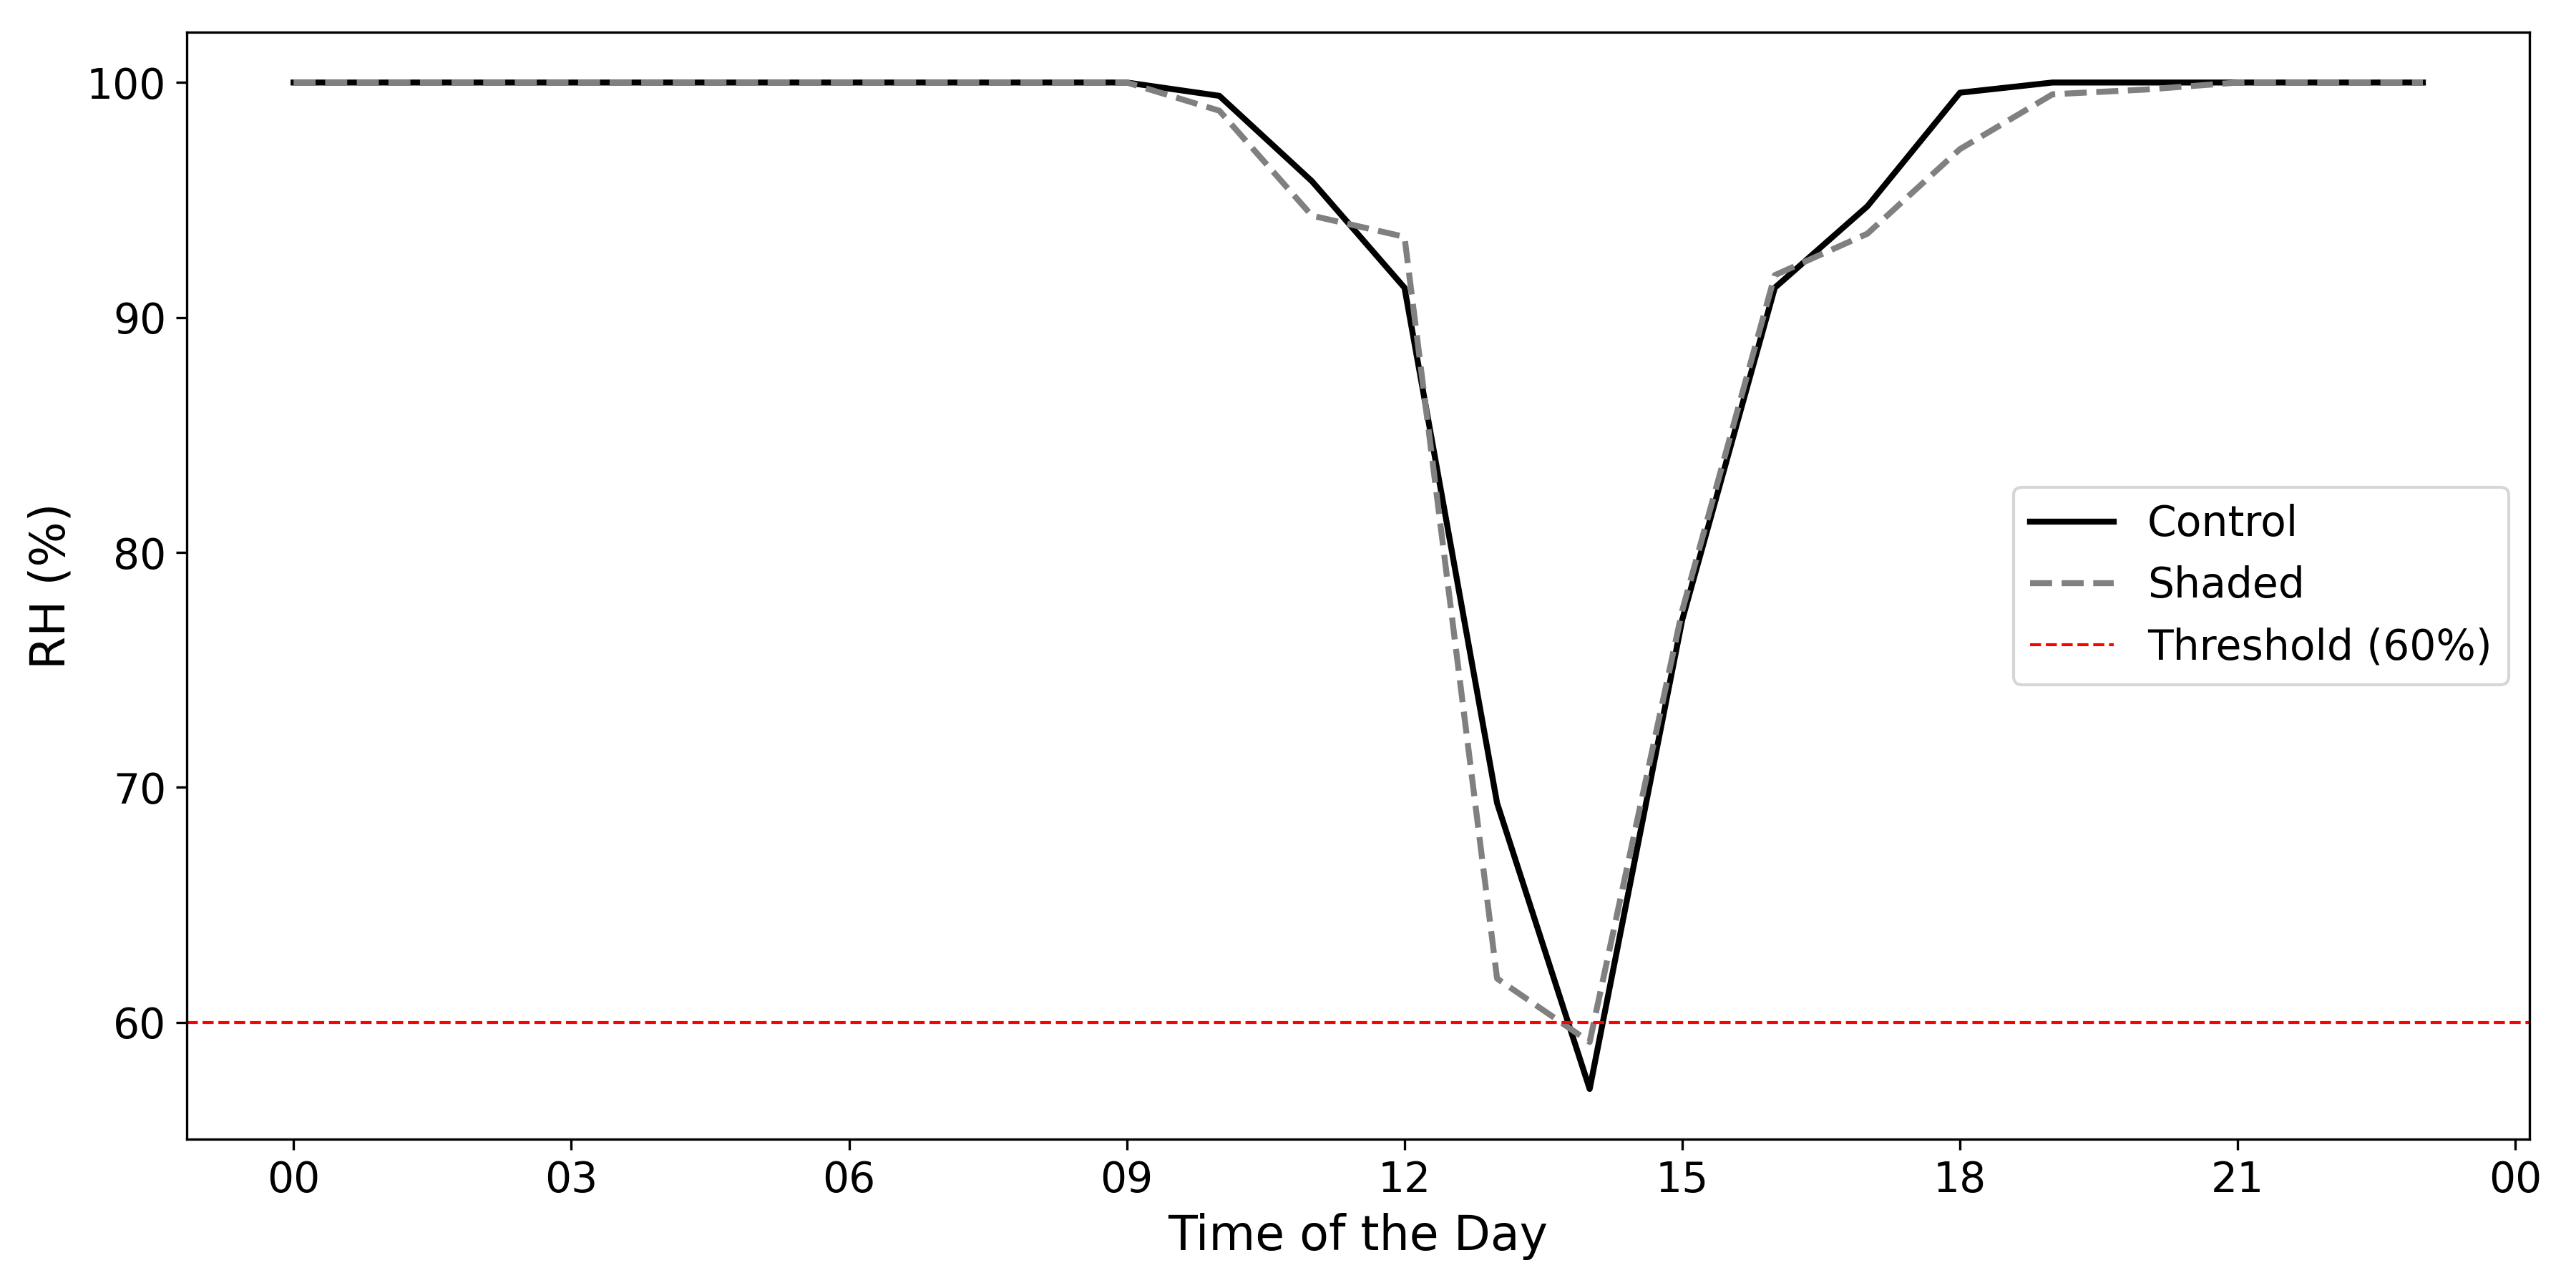 100
90
80
70
60
RH (%)
Control
Shaded
Threshold (60%)
00 03 06 09 12 15 18 21 00
Time of the Day